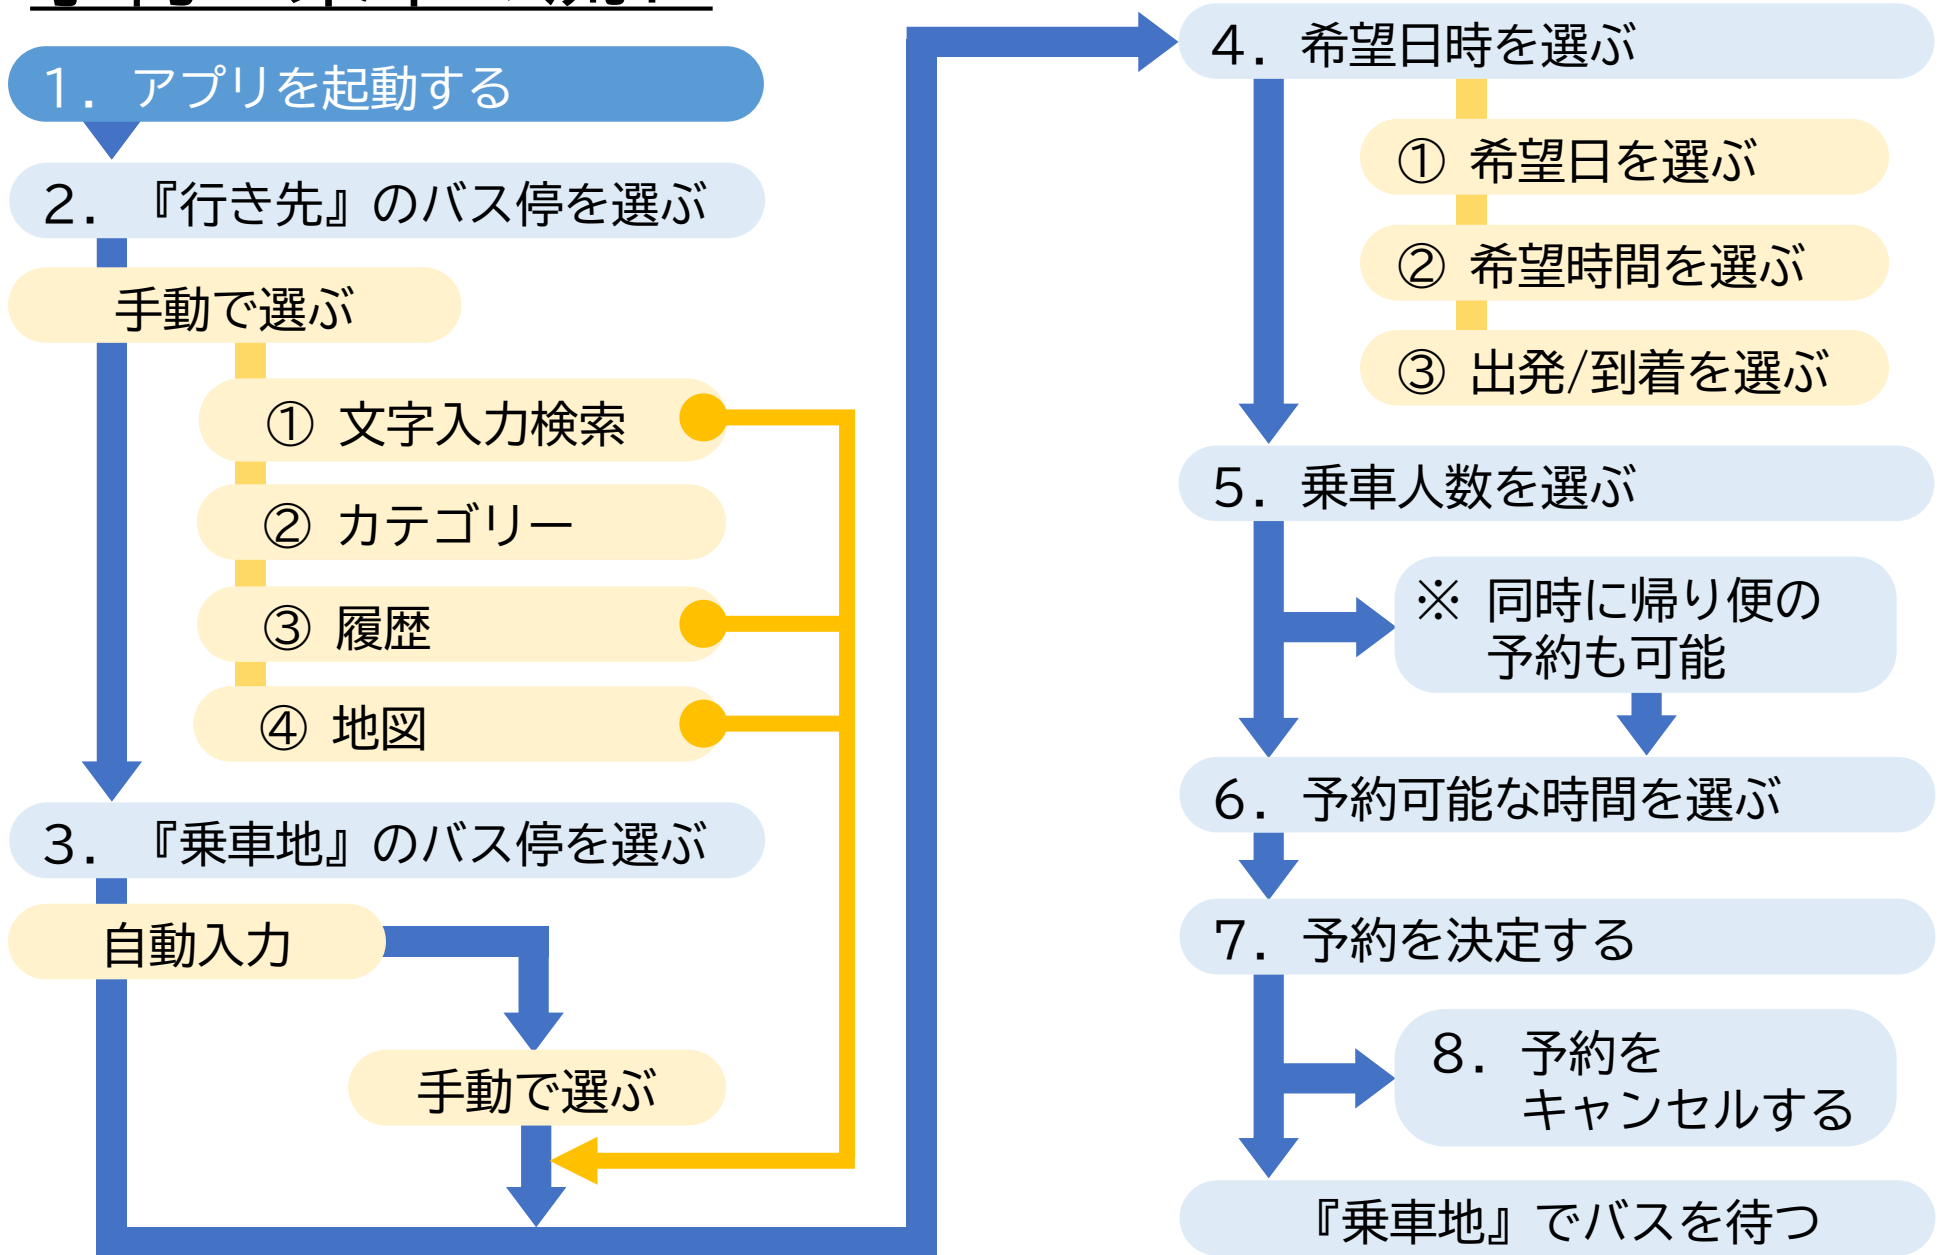 1. アプリを起動する
2. 『行き先』のバス停を選ぶ
手動で選ぶ
① 文字入力検索
② カテゴリー
③ 履歴
④ 地図
3. 『乗車地』のバス停を選ぶ
自動入力
手動で選ぶ
4. 希望日時を選ぶ
① 希望日を選ぶ
② 希望時間を選ぶ
③ 出発/到着を選ぶ
5. 乗車人数を選ぶ
※ 同時に帰り便の
予約も可能
6. 予約可能な時間を選ぶ
7. 予約を決定する
8. 予約を
キャンセルする
『乗車地』でバスを待つ